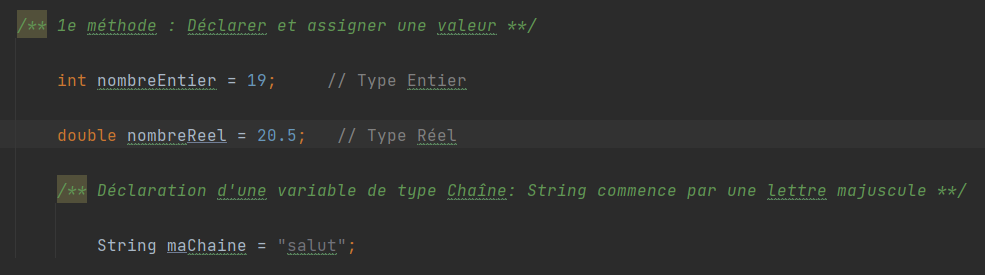 /** 1e méthode : Déclarer et assigner une valeur **/
int nombreEntier = 19;     // Type Entier
double nombreReel = 20.5;   // Type Réel
/** Déclaration d'une variable de type Chaîne: String commence par une lettre majuscule **/
String maChaine = "salut";